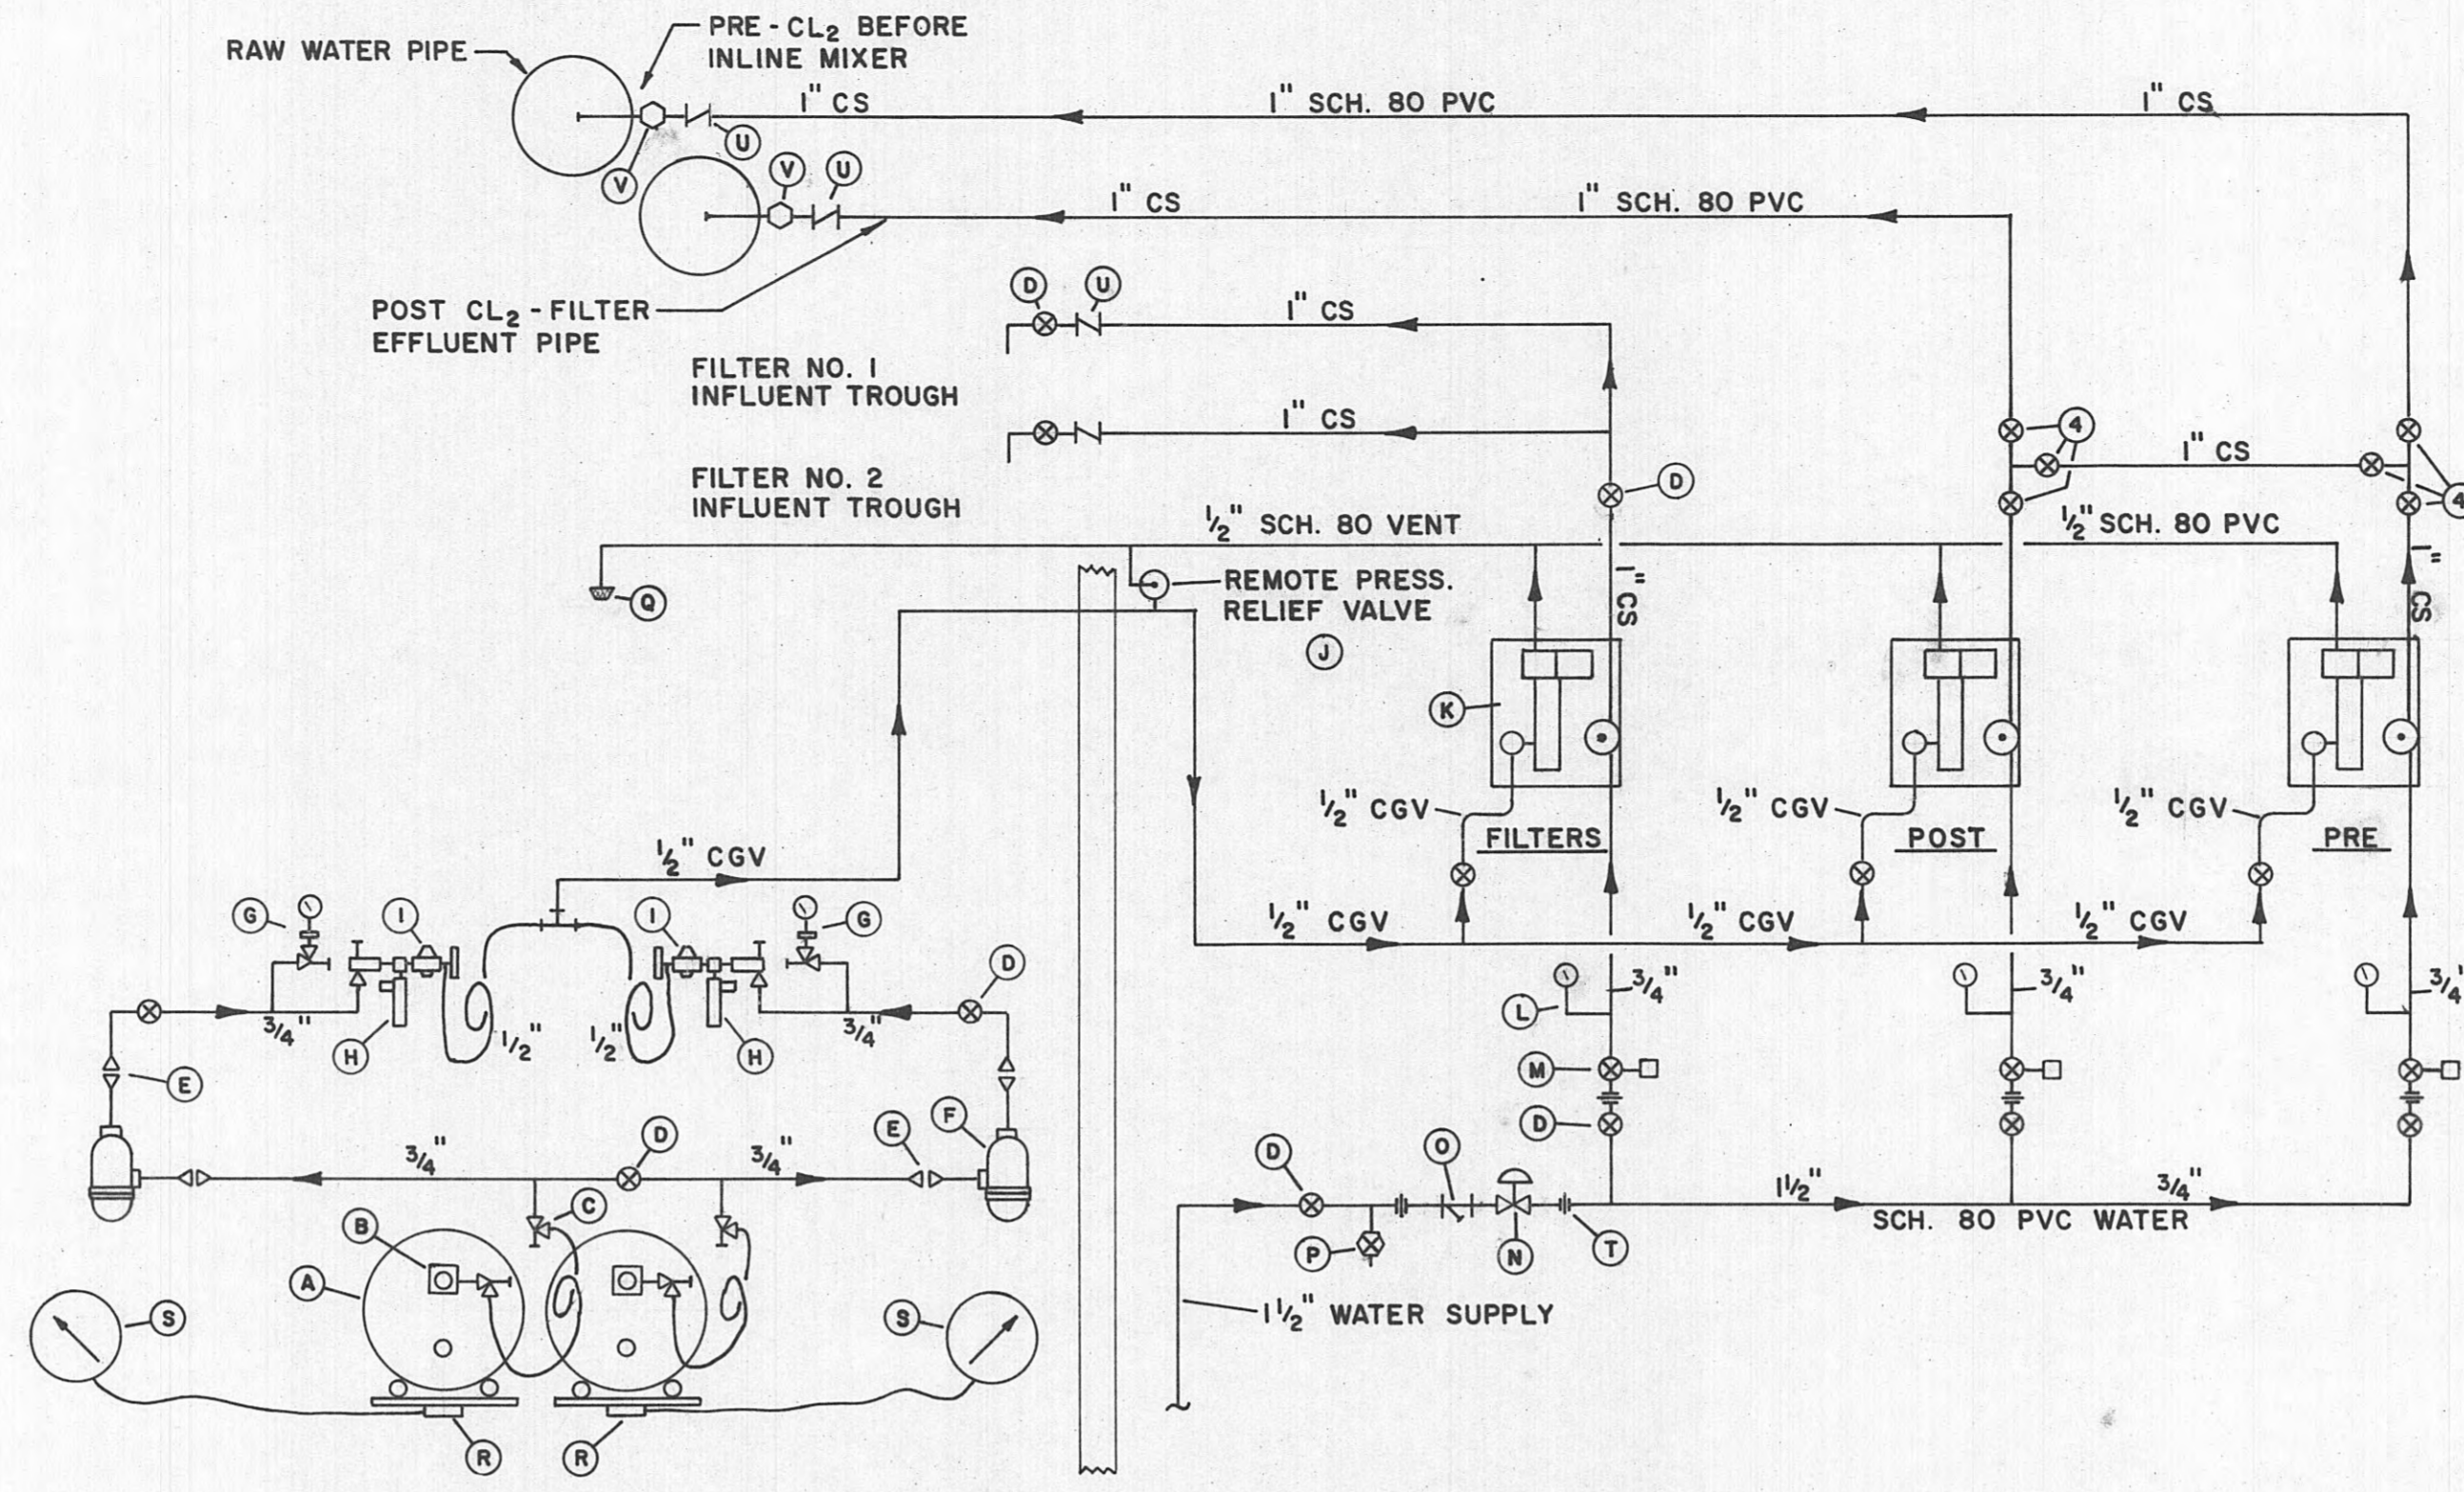 PRE - CL2 BEFORE
INLINE MIXER
RAW WATER PIPE
1" CS
1" SCH. 80 PVC
1" CS
U
V
V
U
1" CS
1" SCH. 80 PVC
POST CL2 - FILTER
EFFLUENT PIPE
D
U
1" CS
FILTER NO. 1
INFLUENT TROUGH
1" CS
FILTER NO. 2
INFLUENT TROUGH
D
4
1" CS
4
1/2" SCH. 80 VENT
1/2" SCH. 80 PVC
Q
REMOTE PRESS.
RELIEF VALVE
J
1" CS
1" CS
K
1/2" CGV
FILTERS
1/2" CGV
POST
1/2" CGV
PRE
1/2" CGV
G
I
I
G
D
1/2" CGV
1/2" CGV
1/2" CGV
3/4"
H
1/2"
1/2"
H
3/4"
E
L
3/4"
3/4"
3/4"
M
D
F
E
3/4"
D
3/4"
B
C
A
S
S
R
R
D
O
P
N
T
1 1/2"
3/4"
SCH. 80 PVC WATER
1 1/2" WATER SUPPLY